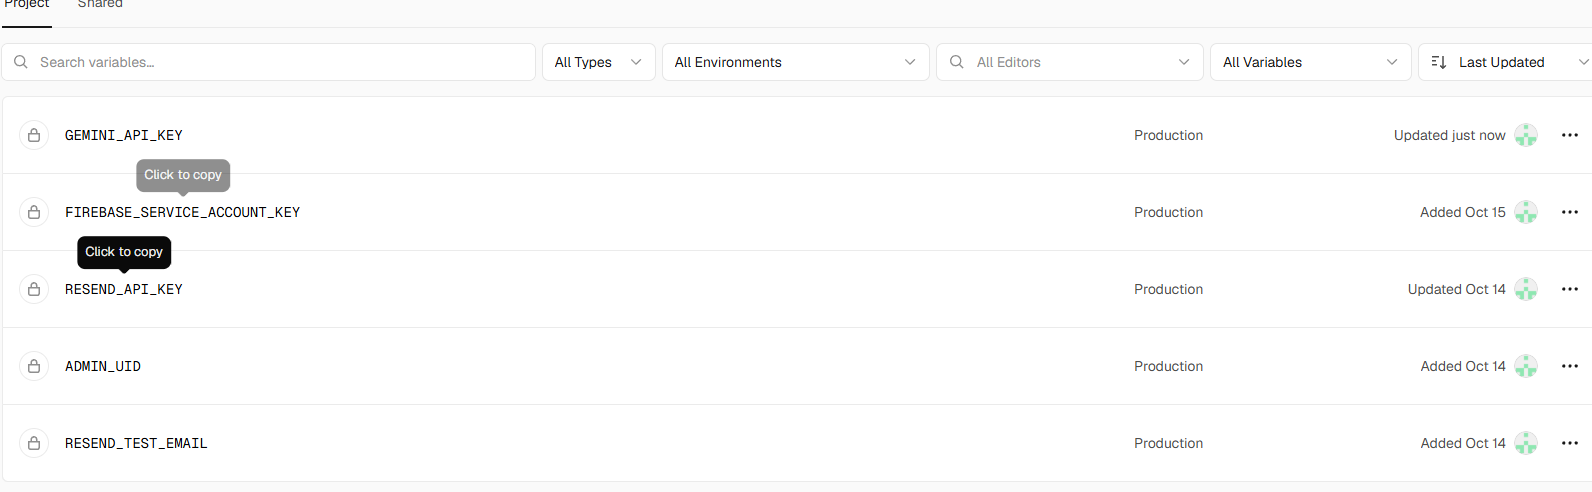 Project Shared
Search variables... All Types All Environments All Editors All Variables Last Updated
GEMINI_API_KEY Production Updated just now
Click to copy
FIREBASE_SERVICE_ACCOUNT_KEY Production Added Oct 15
Click to copy
RESEND_API_KEY Production Updated Oct 14
ADMIN_UID Production Added Oct 14
RESEND_TEST_EMAIL Production Added Oct 14